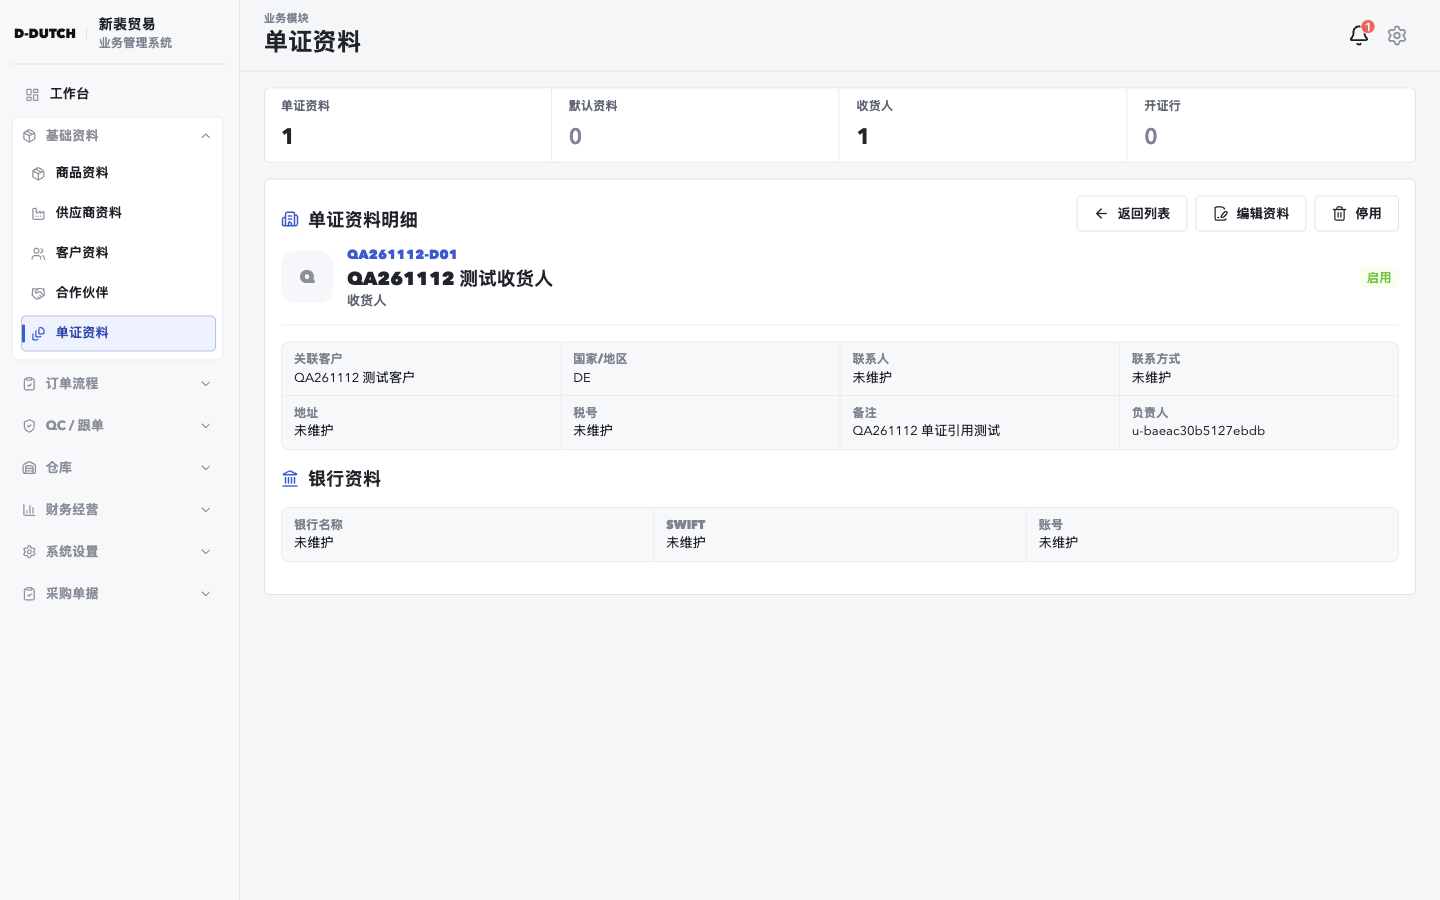 D-DUTCH
新裴贸易
业务管理系统
工作台
基础资料
商品资料
供应商资料
客户资料
合作伙伴
单证资料
订单流程
QC / 跟单
仓库
财务经营
系统设置
采购单据
业务模块
单证资料
1
单证资料
1
默认资料
0
收货人
1
开证行
0
单证资料明细
返回列表
编辑资料
停用
Q
QA261112-D01
QA261112 测试收货人
收货人
启用
关联客户
QA261112 测试客户
国家/地区
DE
联系人
未维护
联系方式
未维护
地址
未维护
税号
未维护
备注
QA261112 单证引用测试
负责人
u-baeac30b5127ebdb
银行资料
银行名称
未维护
SWIFT
未维护
账号
未维护